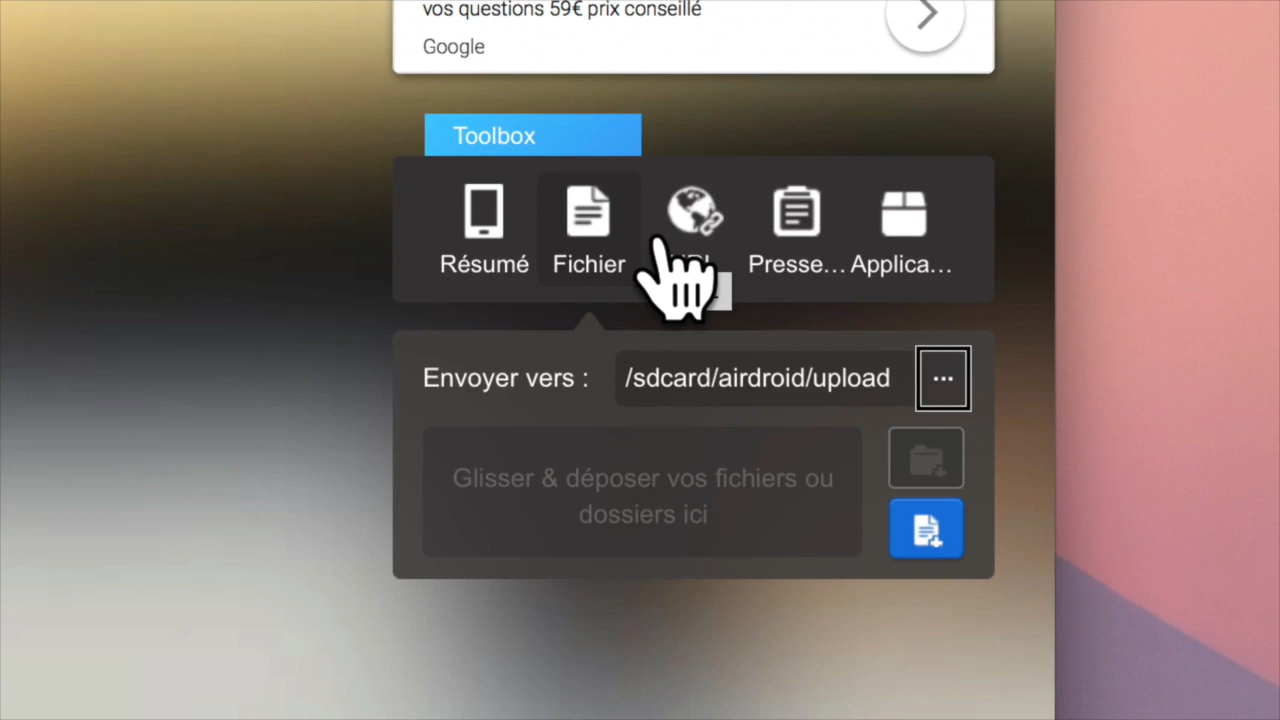 vos questions 59€ prix conseillé
Google
Toolbox
Résumé Fichier Presse... Applica...
Envoyer vers : /sdcard/airdroid/upload ...
Glisser & déposer vos fichiers ou
dossiers ici